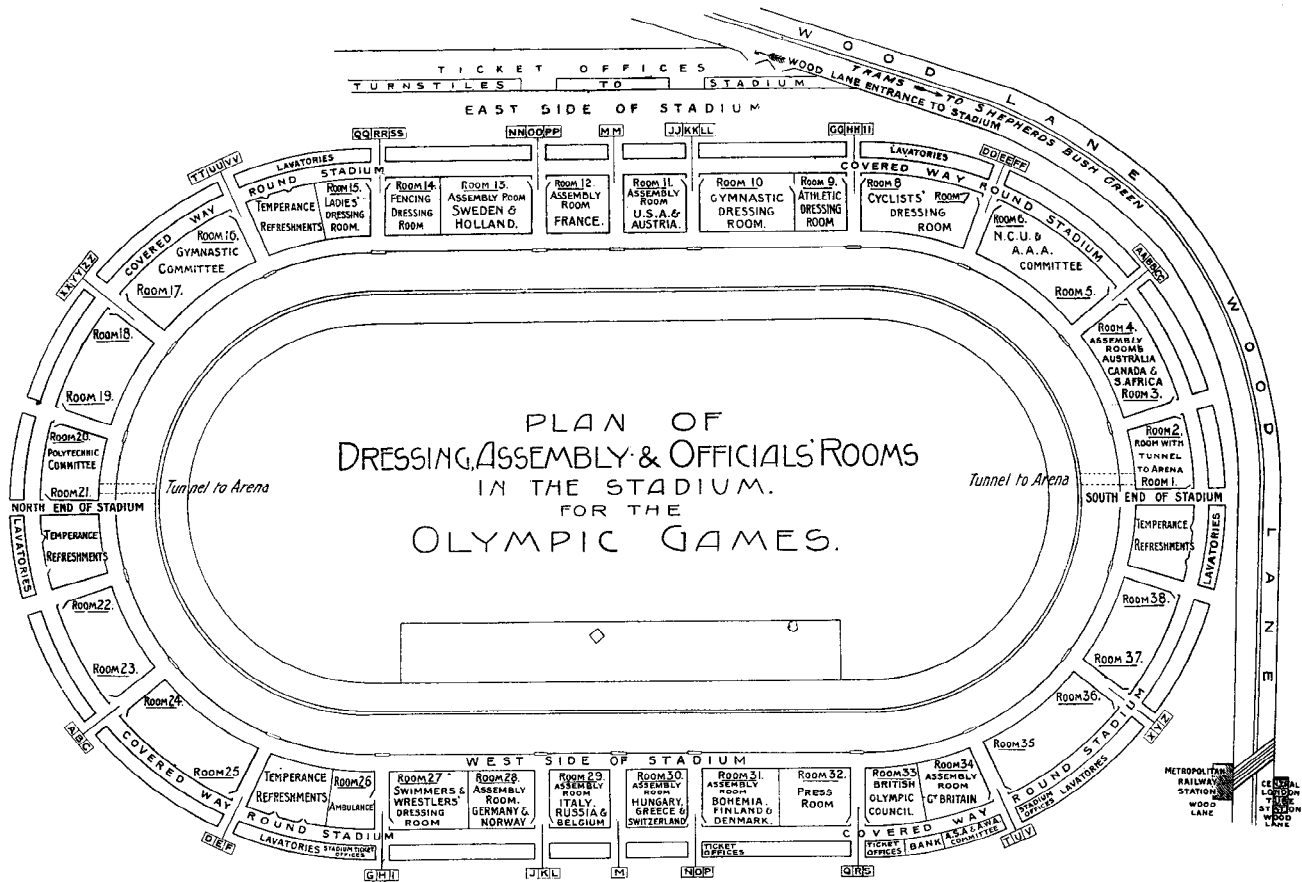 WOOD LANE
TRAMS TO SHEPHERDS BUSH GREEN
WOOD LANE ENTRANCE TO STADIUM
TICKET OFFICES
TURNSTILES TO STADIUM
EAST SIDE OF STADIUM
TT UU VV
QQ RR SS
NN OO PP
MM
JJ KK LL
GG HH II
DD EE FF
AA BB CC
LAVATORIES
ROUND STADIUM
COVERED WAY
LAVATORIES
COVERED WAY ROUND STADIUM
TEMPERANCE
REFRESHMENTS
ROOM 15.
LADIES'
DRESSING
ROOM.
ROOM 14.
FENCING
DRESSING
ROOM
ROOM 13.
ASSEMBLY ROOM
SWEDEN &
HOLLAND.
ROOM 12.
ASSEMBLY
ROOM
FRANCE.
ROOM 11.
ASSEMBLY
ROOM
U.S.A. &
AUSTRIA.
ROOM 10
GYMNASTIC
DRESSING
ROOM.
ROOM 9.
ATHLETIC
DRESSING
ROOM
ROOM 8
ROOM 7
CYCLISTS'
DRESSING
ROOM
ROOM 6.
N.C.U. &
A.A.A.
COMMITTEE
ROOM 5.
ROOM 4.
ASSEMBLY
ROOMS
AUSTRALIA
CANADA &
S. AFRICA
ROOM 3.
ROOM 2.
ROOM WITH
TUNNEL
TO ARENA
ROOM 1.
XX YY ZZ
ROOM 16.
GYMNASTIC
COMMITTEE
ROOM 17.
ROOM 18.
ROOM 19.
ROOM 20.
POLYTECHNIC
COMMITTEE
ROOM 21.
Tunnel to Arena
NORTH END OF STADIUM
PLAN OF
DRESSING, ASSEMBLY & OFFICIALS' ROOMS
IN THE STADIUM.
FOR THE
OLYMPIC GAMES.
Tunnel to Arena
SOUTH END OF STADIUM
WOOD LANE
LAVATORIES
TEMPERANCE
REFRESHMENTS
TEMPERANCE
REFRESHMENTS
LAVATORIES
ROOM 22.
ROOM 23.
ROOM 24.
ROOM 25
ROOM 38.
ROOM 37.
ROOM 36.
ROOM 35
A B C
COVERED WAY
ROUND STADIUM
WEST SIDE OF STADIUM
TEMPERANCE
REFRESHMENTS
ROOM 26
AMBULANCE
ROOM 27
SWIMMERS &
WRESTLERS'
DRESSING
ROOM
ROOM 28.
ASSEMBLY
ROOM.
GERMANY &
NORWAY
ROOM 29.
ASSEMBLY
ROOM
ITALY.
RUSSIA &
BELGIUM
ROOM 30.
ASSEMBLY
ROOM
HUNGARY,
GREECE &
SWITZERLAND
ROOM 31.
ASSEMBLY
ROOM
BOHEMIA.
FINLAND &
DENMARK.
ROOM 32.
PRESS
ROOM
ROOM 33
BRITISH
OLYMPIC
COUNCIL
ROOM 34
ASSEMBLY
ROOM
GT BRITAIN
COVERED WAY
ROUND STADIUM
STADIUM OFFICES LAVATORIES
LAVATORIES
STADIUM TICKET
OFFICES
TICKET
OFFICES
TICKET
OFFICES
BANK
A.S.A. & A.W.A.
COMMITTEE
D E F
G H I
J K L
M
N O P
Q R S
T U V
X Y Z
METROPOLITAN
RAILWAY
STATION
WOOD
LANE
CENTRAL
LONDON
TUBE
STATION
WOOD
LANE